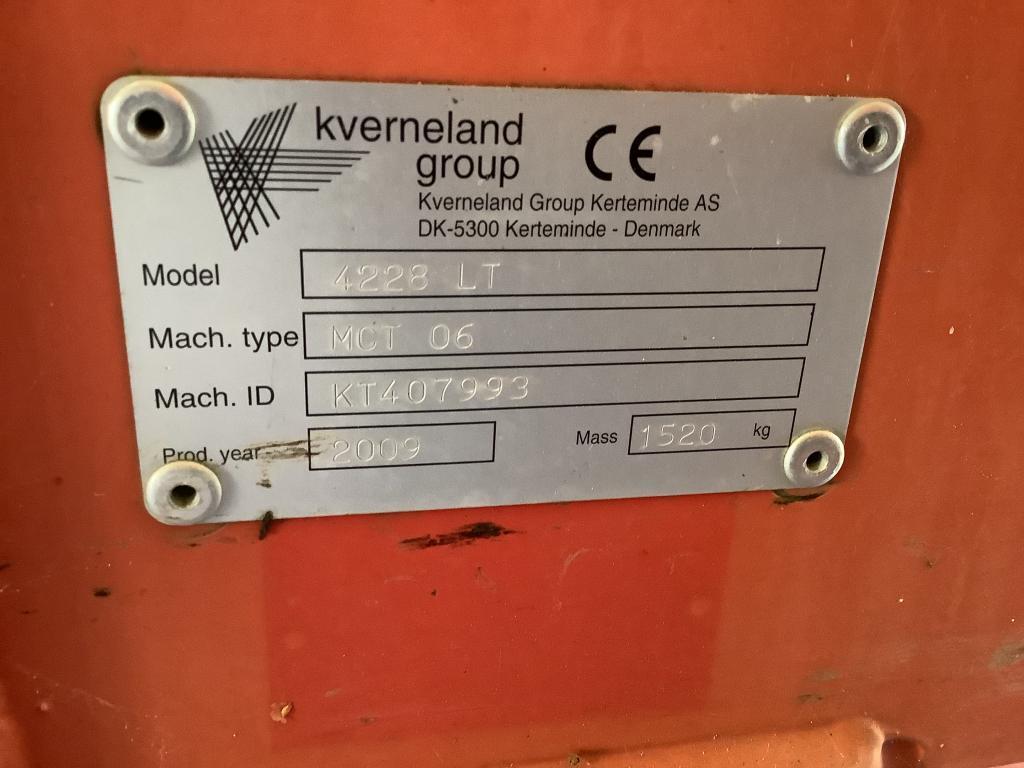 kverneland
group
CE
Kverneland Group Kerteminde AS
DK-5300 Kerteminde - Denmark
Model 4228 LT
Mach. type MCT 06
Mach. ID KT407993
Prod. year 2009 Mass 1520 kg